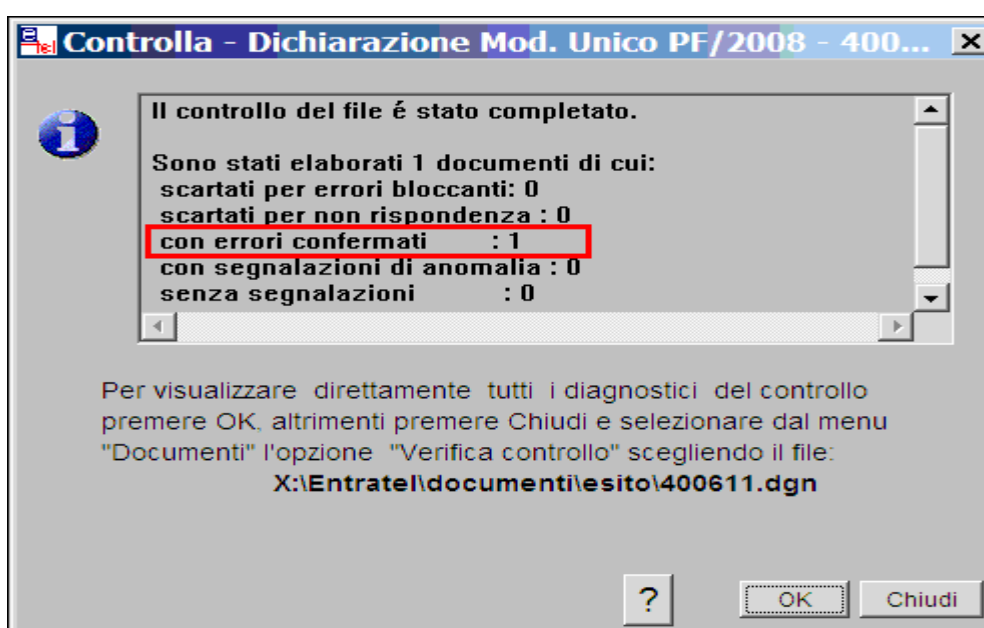 Controlla - Dichiarazione Mod. Unico PF/2008 - 400...
Il controllo del file é stato completato.
Sono stati elaborati 1 documenti di cui:
scartati per errori bloccanti: 0
scartati per non rispondenza : 0
con errori confermati : 1
con segnalazioni di anomalia : 0
senza segnalazioni : 0
Per visualizzare direttamente tutti i diagnostici del controllo
premere OK, altrimenti premere Chiudi e selezionare dal menu
"Documenti" l'opzione "Verifica controllo" scegliendo il file:
X:\Entratel\documenti\esito\400611.dgn
? OK Chiudi